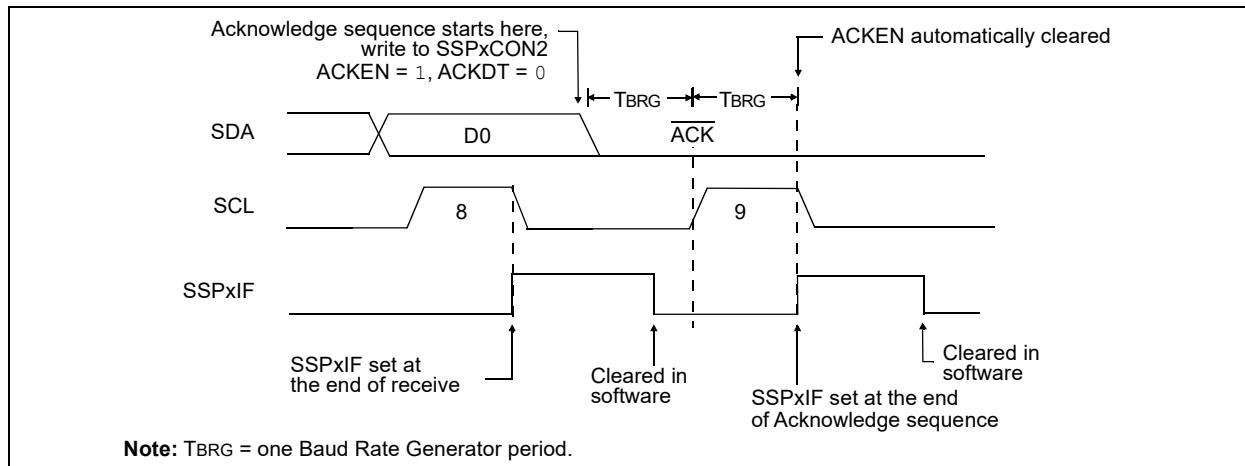 Acknowledge sequence starts here,
write to SSPxCON2
ACKEN = 1, ACKDT = 0
ACKEN automatically cleared
TBRG
TBRG
SDA
D0
ACK
SCL
8
9
SSPxIF
SSPxIF set at
the end of receive
Cleared in
software
SSPxIF set at the end
of Acknowledge sequence
Cleared in
software
Note: TBRG = one Baud Rate Generator period.